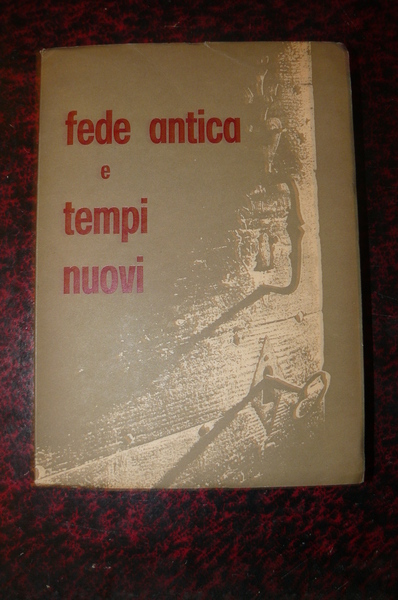 fede antica
e
tempi
nuovi